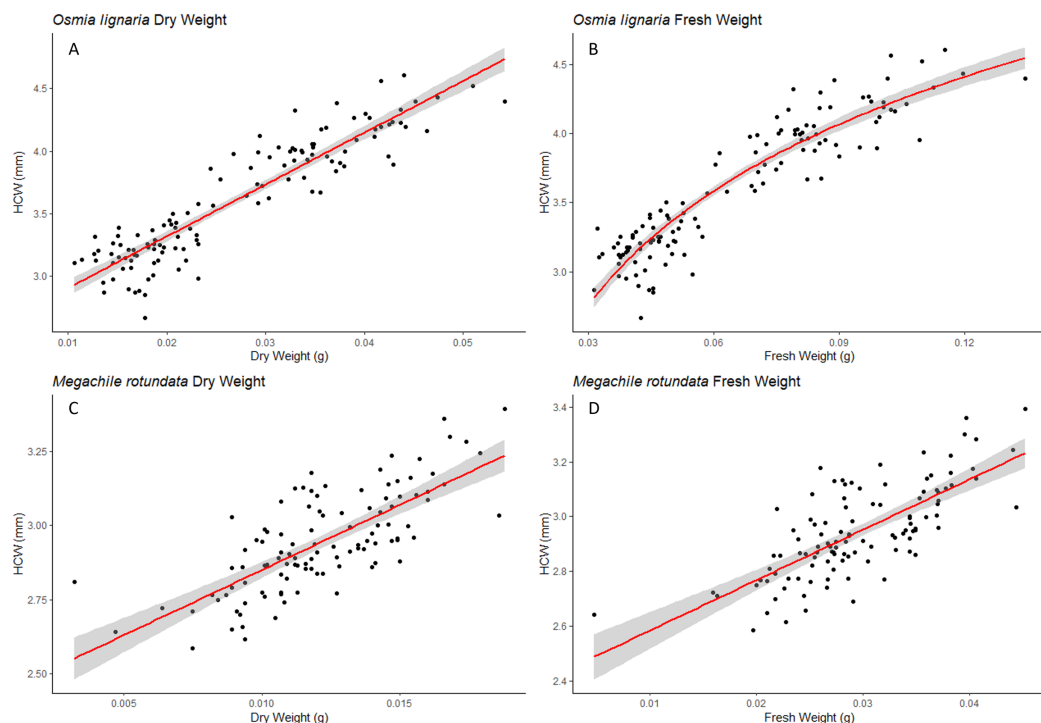 Osmia lignaria Dry Weight
A
HCW (mm)
4.5
4.0
3.5
3.0
0.01 0.02 0.03 0.04 0.05
Dry Weight (g)
Osmia lignaria Fresh Weight
B
HCW (mm)
4.5
4.0
3.5
3.0
0.03 0.06 0.09 0.12
Fresh Weight (g)
Megachile rotundata Dry Weight
C
HCW (mm)
3.25
3.00
2.75
2.50
0.005 0.010 0.015
Dry Weight (g)
Megachile rotundata Fresh Weight
D
HCW (mm)
3.4
3.2
3.0
2.8
2.6
2.4
0.01 0.02 0.03 0.04
Fresh Weight (g)